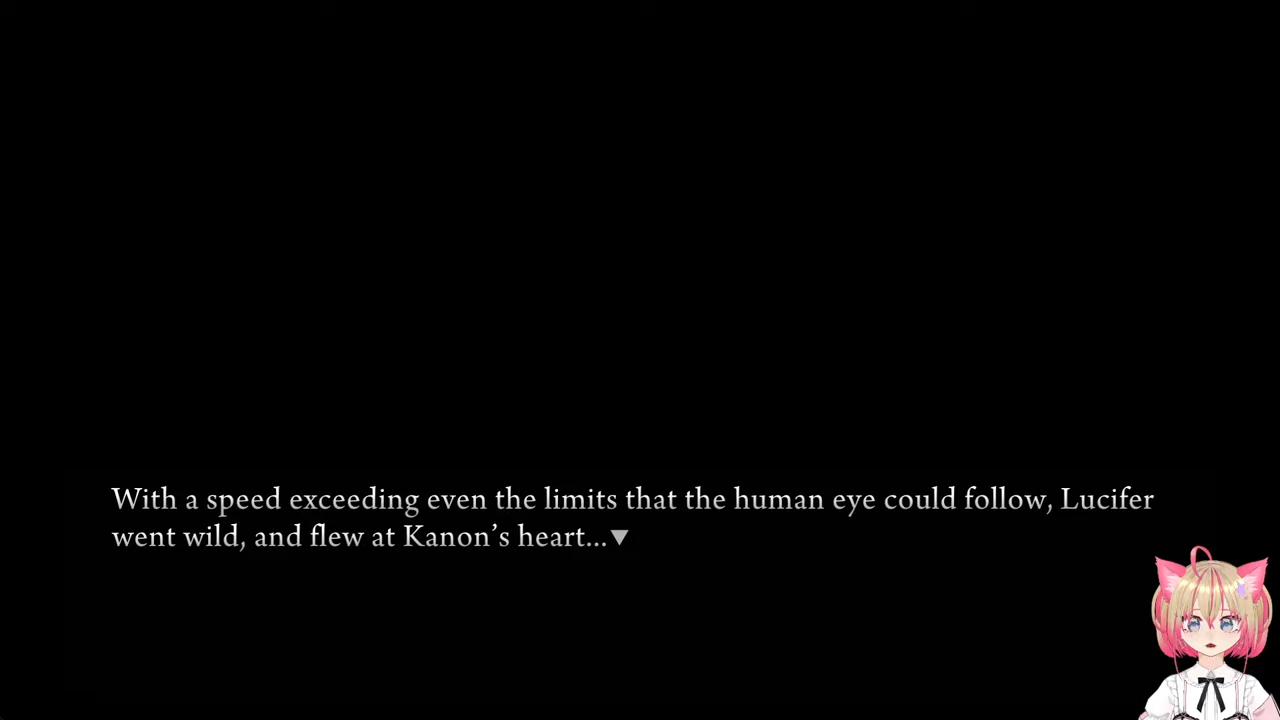 With a speed exceeding even the limits that the human eye could follow, Lucifer
went wild, and flew at Kanon’s heart...▼